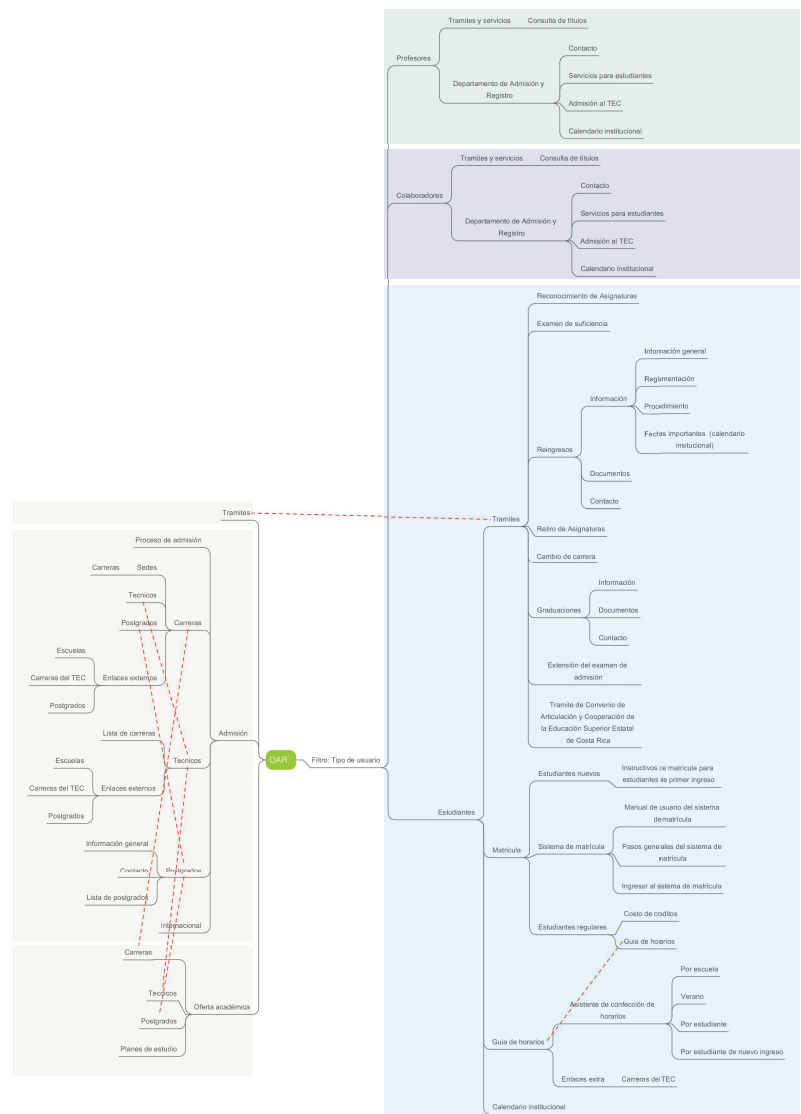 Tramites y servicios Consulta de títulos
Contacto
Profesores
Servicios para estudiantes
Departamento de Admisión y
Registro
Admisión al TEC
Calendario institucional
Tramites y servicios Consulta de títulos
Contacto
Colaboradores
Servicios para estudiantes
Departamento de Admisión y
Registro
Admisión al TEC
Calendario institucional
Reconocimiento de Asignaturas
Examen de suficiencia
Información general
Reglamentación
Información
Procedimiento
Fechas importantes (calendario
insitucional)
Reingresos
Documentos
Contacto
Tramites
Retiro de Asignaturas
Cambio de carrera
Información
Graduaciones
Documentos
Contacto
Extensión del examen de
admisión
Tramite de Convenio de
Articulación y Cooperación de
la Educación Superior Estatal
de Costa Rica
Tramites
Proceso de admisión
Carreras Sedes
Tecnicos
Postgrados
Carreras
Escuelas
Carreras del TEC
Enlaces externos
Postgrados
Lista de carreras
Admisión
Escuelas
Tecnicos
Carreras del TEC
Enlaces externos
Postgrados
Información general
Contacto
Postgrados
Lista de postgrados
Internacional
Carreras
Tecnicos
Oferta académica
Postgrados
Planes de estudio
DAR
Filtro: Tipo de usuario
Estudiantes
Estudiantes nuevos
Instructivos de matrícula para
estudiantes de primer ingreso
Manual de usuario del sistema
de matrícula
Matricula
Sistema de matrícula
Pasos generales del sistema de
matrícula
Ingresar al sistema de matrícula
Costo de creditos
Estudiantes regulares
Guia de horarios
Por escuela
Asistente de confección de
horarios
Verano
Por estudiante
Guia de horarios
Por estudiante de nuevo ingreso
Enlaces extra Carreras del TEC
Calendario institucional